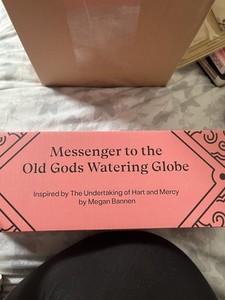 Messenger to the
Old Gods Watering Globe
Inspired by The Undertaking of Hart and Mercy
by Megan Bannen